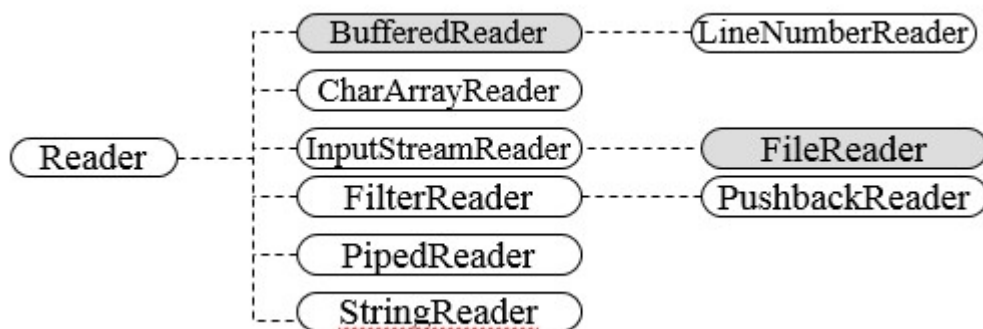 BufferedReader LineNumberReader
CharArrayReader
Reader InputStreamReader FileReader
FilterReader PushbackReader
PipedReader
StringReader